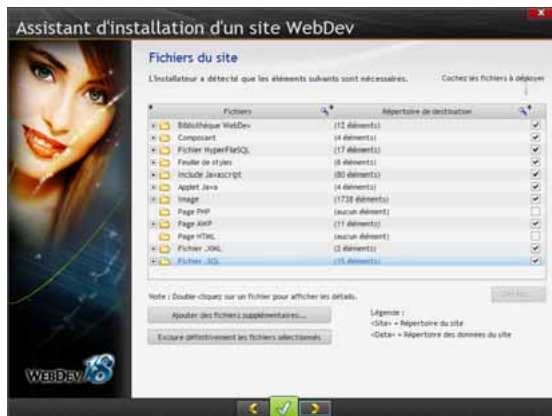 Assistant d'installation d'un site WebDev
Fichiers du site
L'installateur a détecté que les éléments suivants sont nécessaires.
Cochez les fichiers à déployer
Fichiers Répertoire de destination
Bibliothèque WebDev (12 éléments)
Composant (4 éléments)
Fichier HyperFileSQL (17 éléments)
Feuille de styles (8 éléments)
Include Javascript (80 éléments)
Applet Java (4 éléments)
Image (1738 éléments)
Page PHP (aucun élément)
Page AWP (11 éléments)
Page HTML (aucun élément)
Fichier .XML (2 éléments)
Fichier .SQL (15 éléments)
Note : Double-cliquez sur un fichier pour afficher les détails.
Ajouter des fichiers supplémentaires...
Exclure définitivement les fichiers sélectionnés
Légende :
<Site> = Répertoire du site
<Data> = Répertoire des données du site
WEBDEV 18